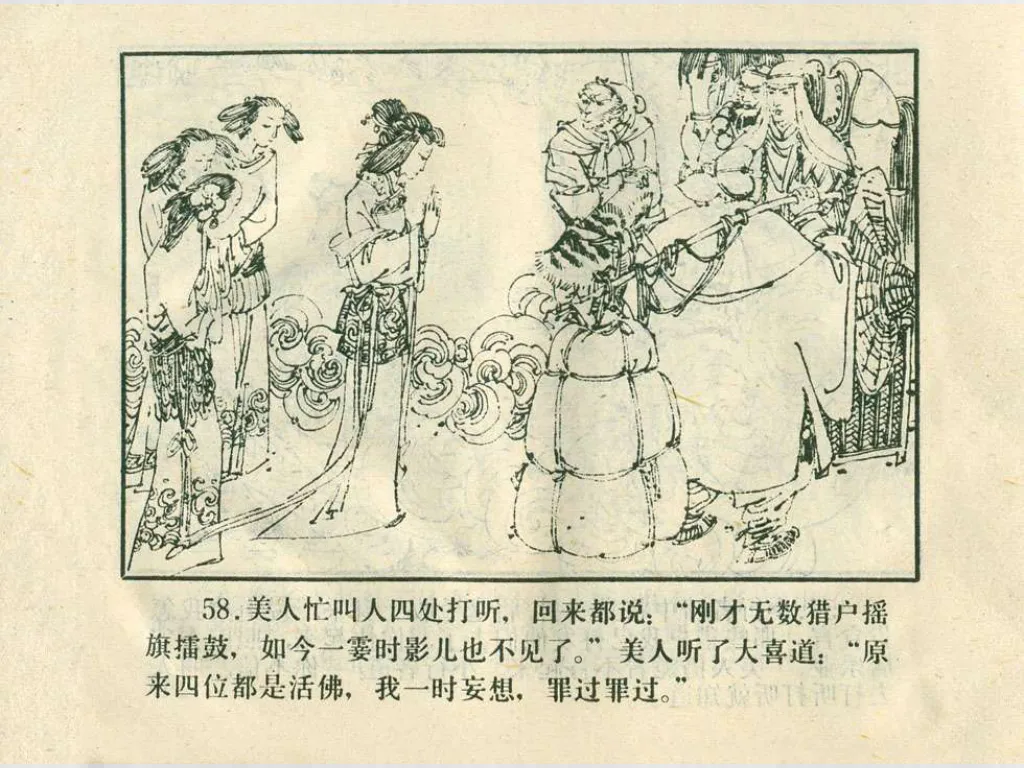 58.美人忙叫人四处打听，回来都说：“刚才无数猎户摇
旗擂鼓，如今一霎时影儿也不见了。”美人听了大喜道：“原
来四位都是活佛，我一时妄想，罪过罪过。”